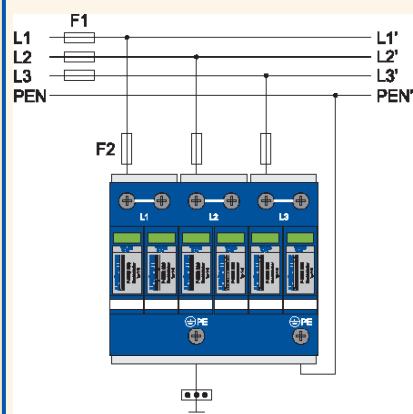 F1
L1 L1'
L2 L2'
L3 L3'
PEN PEN'
F2
L1 L2 L3
PE PE